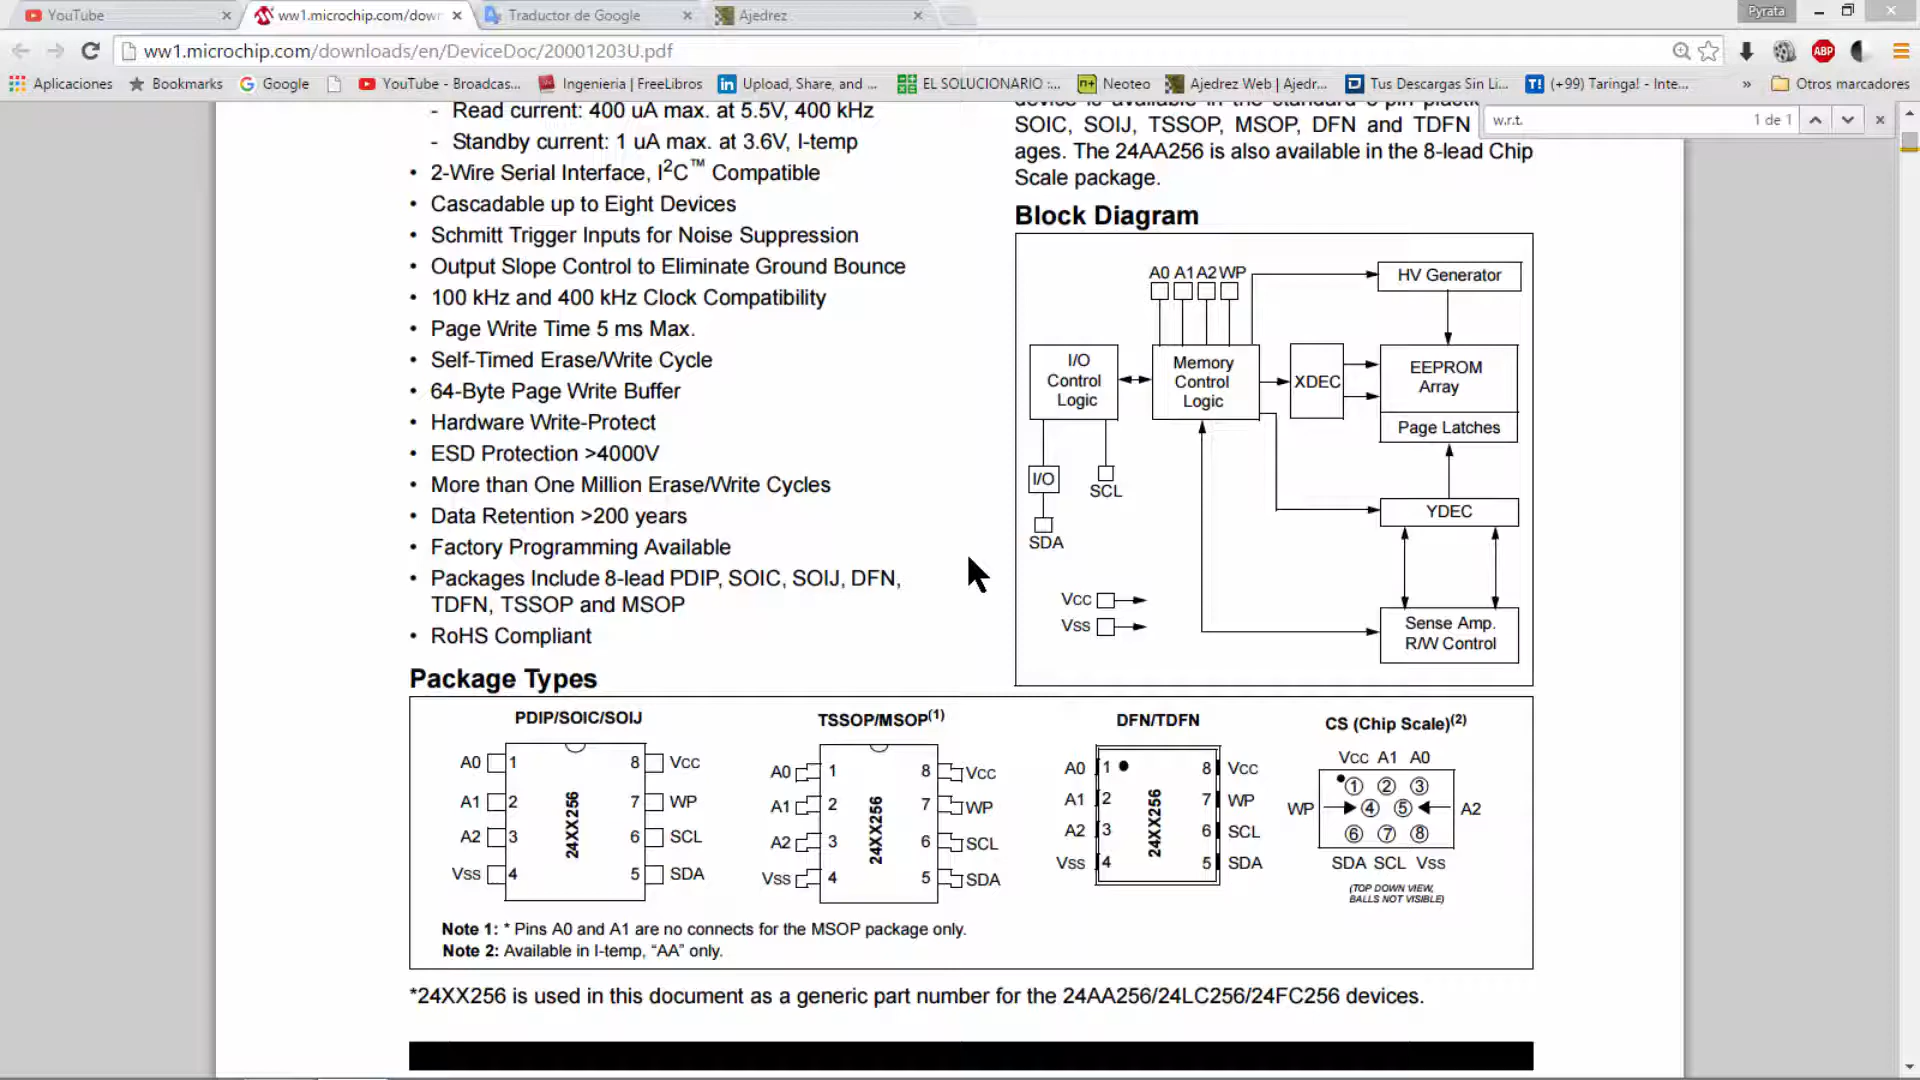 YouTube
ww1.microchip.com/down
Traductor de Google
Ajedrez
Pyrata
ww1.microchip.com/downloads/en/DeviceDoc/20001203U.pdf
ABP
Aplicaciones
Bookmarks
Google
YouTube - Broadcas...
Ingenieria | FreeLibros
Upload, Share, and ...
EL SOLUCIONARIO :...
Neoteo
Ajedrez Web | Ajedr...
Tus Descargas Sin Li...
(+99) Taringa! - Inte...
»
Otros marcadores
w.r.t.
1 de 1
- Read current: 400 uA max. at 5.5V, 400 kHz
- Standby current: 1 uA max. at 3.6V, I-temp
• 2-Wire Serial Interface, I2C™ Compatible
• Cascadable up to Eight Devices
• Schmitt Trigger Inputs for Noise Suppression
• Output Slope Control to Eliminate Ground Bounce
• 100 kHz and 400 kHz Clock Compatibility
• Page Write Time 5 ms Max.
• Self-Timed Erase/Write Cycle
• 64-Byte Page Write Buffer
• Hardware Write-Protect
• ESD Protection >4000V
• More than One Million Erase/Write Cycles
• Data Retention >200 years
• Factory Programming Available
• Packages Include 8-lead PDIP, SOIC, SOIJ, DFN,
TDFN, TSSOP and MSOP
• RoHS Compliant
device is available in the standard 8-pin plastic
SOIC, SOIJ, TSSOP, MSOP, DFN and TDFN
ages. The 24AA256 is also available in the 8-lead Chip
Scale package.
Block Diagram
A0 A1 A2 WP
HV Generator
I/O
Control
Logic
Memory
Control
Logic
XDEC
EEPROM
Array
Page Latches
I/O
SCL
SDA
YDEC
Vcc
Vss
Sense Amp.
R/W Control
Package Types
PDIP/SOIC/SOIJ
A0 1 8 Vcc
A1 2 7 WP
A2 3 6 SCL
Vss 4 5 SDA
24XX256
TSSOP/MSOP(1)
A0 1 8 Vcc
A1 2 7 WP
A2 3 6 SCL
Vss 4 5 SDA
24XX256
DFN/TDFN
A0 1 8 Vcc
A1 2 7 WP
A2 3 6 SCL
Vss 4 5 SDA
24XX256
CS (Chip Scale)(2)
Vcc A1 A0
1 2 3
WP 4 5 A2
6 7 8
SDA SCL Vss
(TOP DOWN VIEW,
BALLS NOT VISIBLE)
Note 1: * Pins A0 and A1 are no connects for the MSOP package only.
Note 2: Available in I-temp, “AA” only.
*24XX256 is used in this document as a generic part number for the 24AA256/24LC256/24FC256 devices.